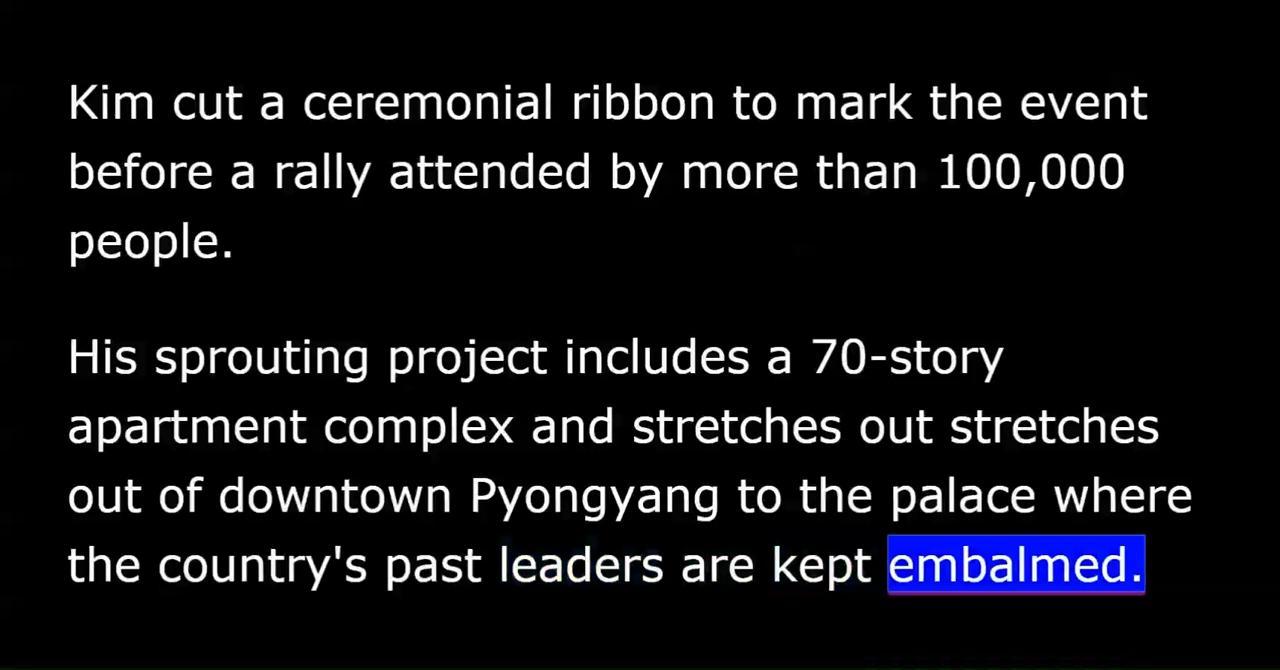 Kim cut a ceremonial ribbon to mark the event
before a rally attended by more than 100,000
people.
His sprouting project includes a 70-story
apartment complex and stretches out stretches
out of downtown Pyongyang to the palace where
the country's past leaders are kept embalmed.